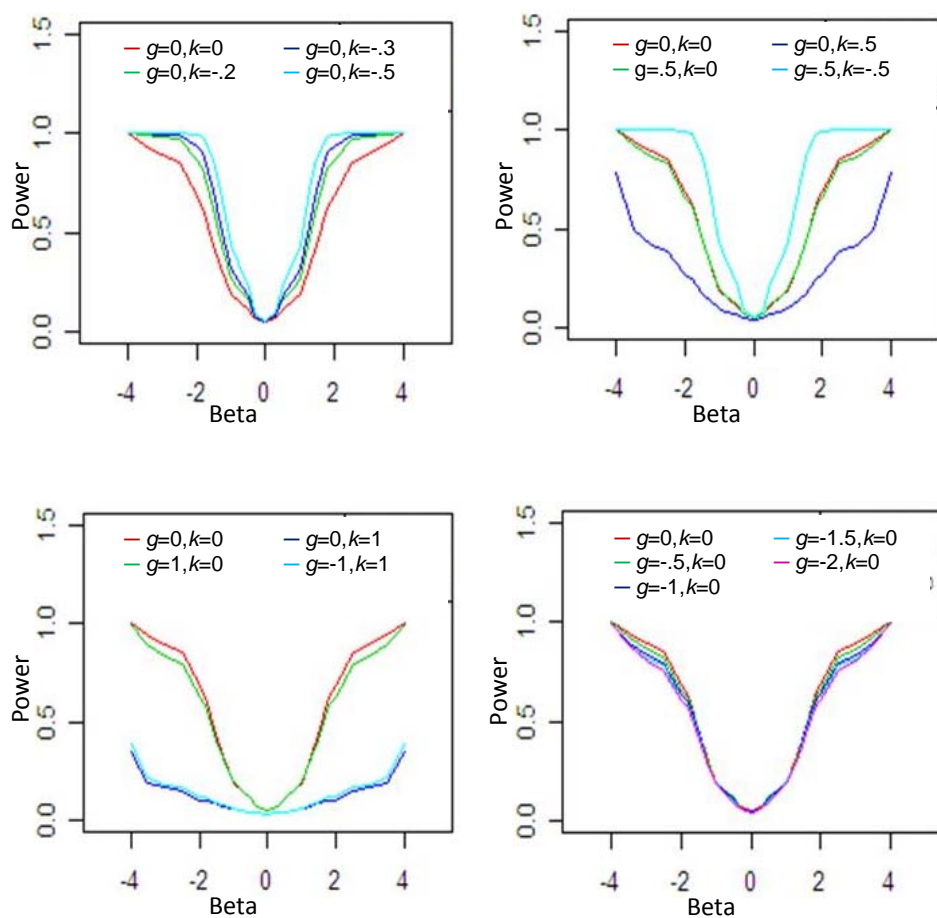 1.5
g=0,k=0 g=0,k=-.3
g=0,k=-.2 g=0,k=-.5
1.0
Power
0.5
0.0
-4 -2 0 2 4
Beta
1.5
g=0,k=0 g=0,k=.5
g=.5,k=0 g=.5,k=-.5
1.0
Power
0.5
0.0
-4 -2 0 2 4
Beta
1.5
g=0,k=0 g=0,k=1
g=1,k=0 g=-1,k=1
1.0
Power
0.5
0.0
-4 -2 0 2 4
Beta
1.5
g=0,k=0 g=-1.5,k=0
g=-.5,k=0 g=-2,k=0
g=-1,k=0
1.0
Power
0.5
0.0
-4 -2 0 2 4
Beta